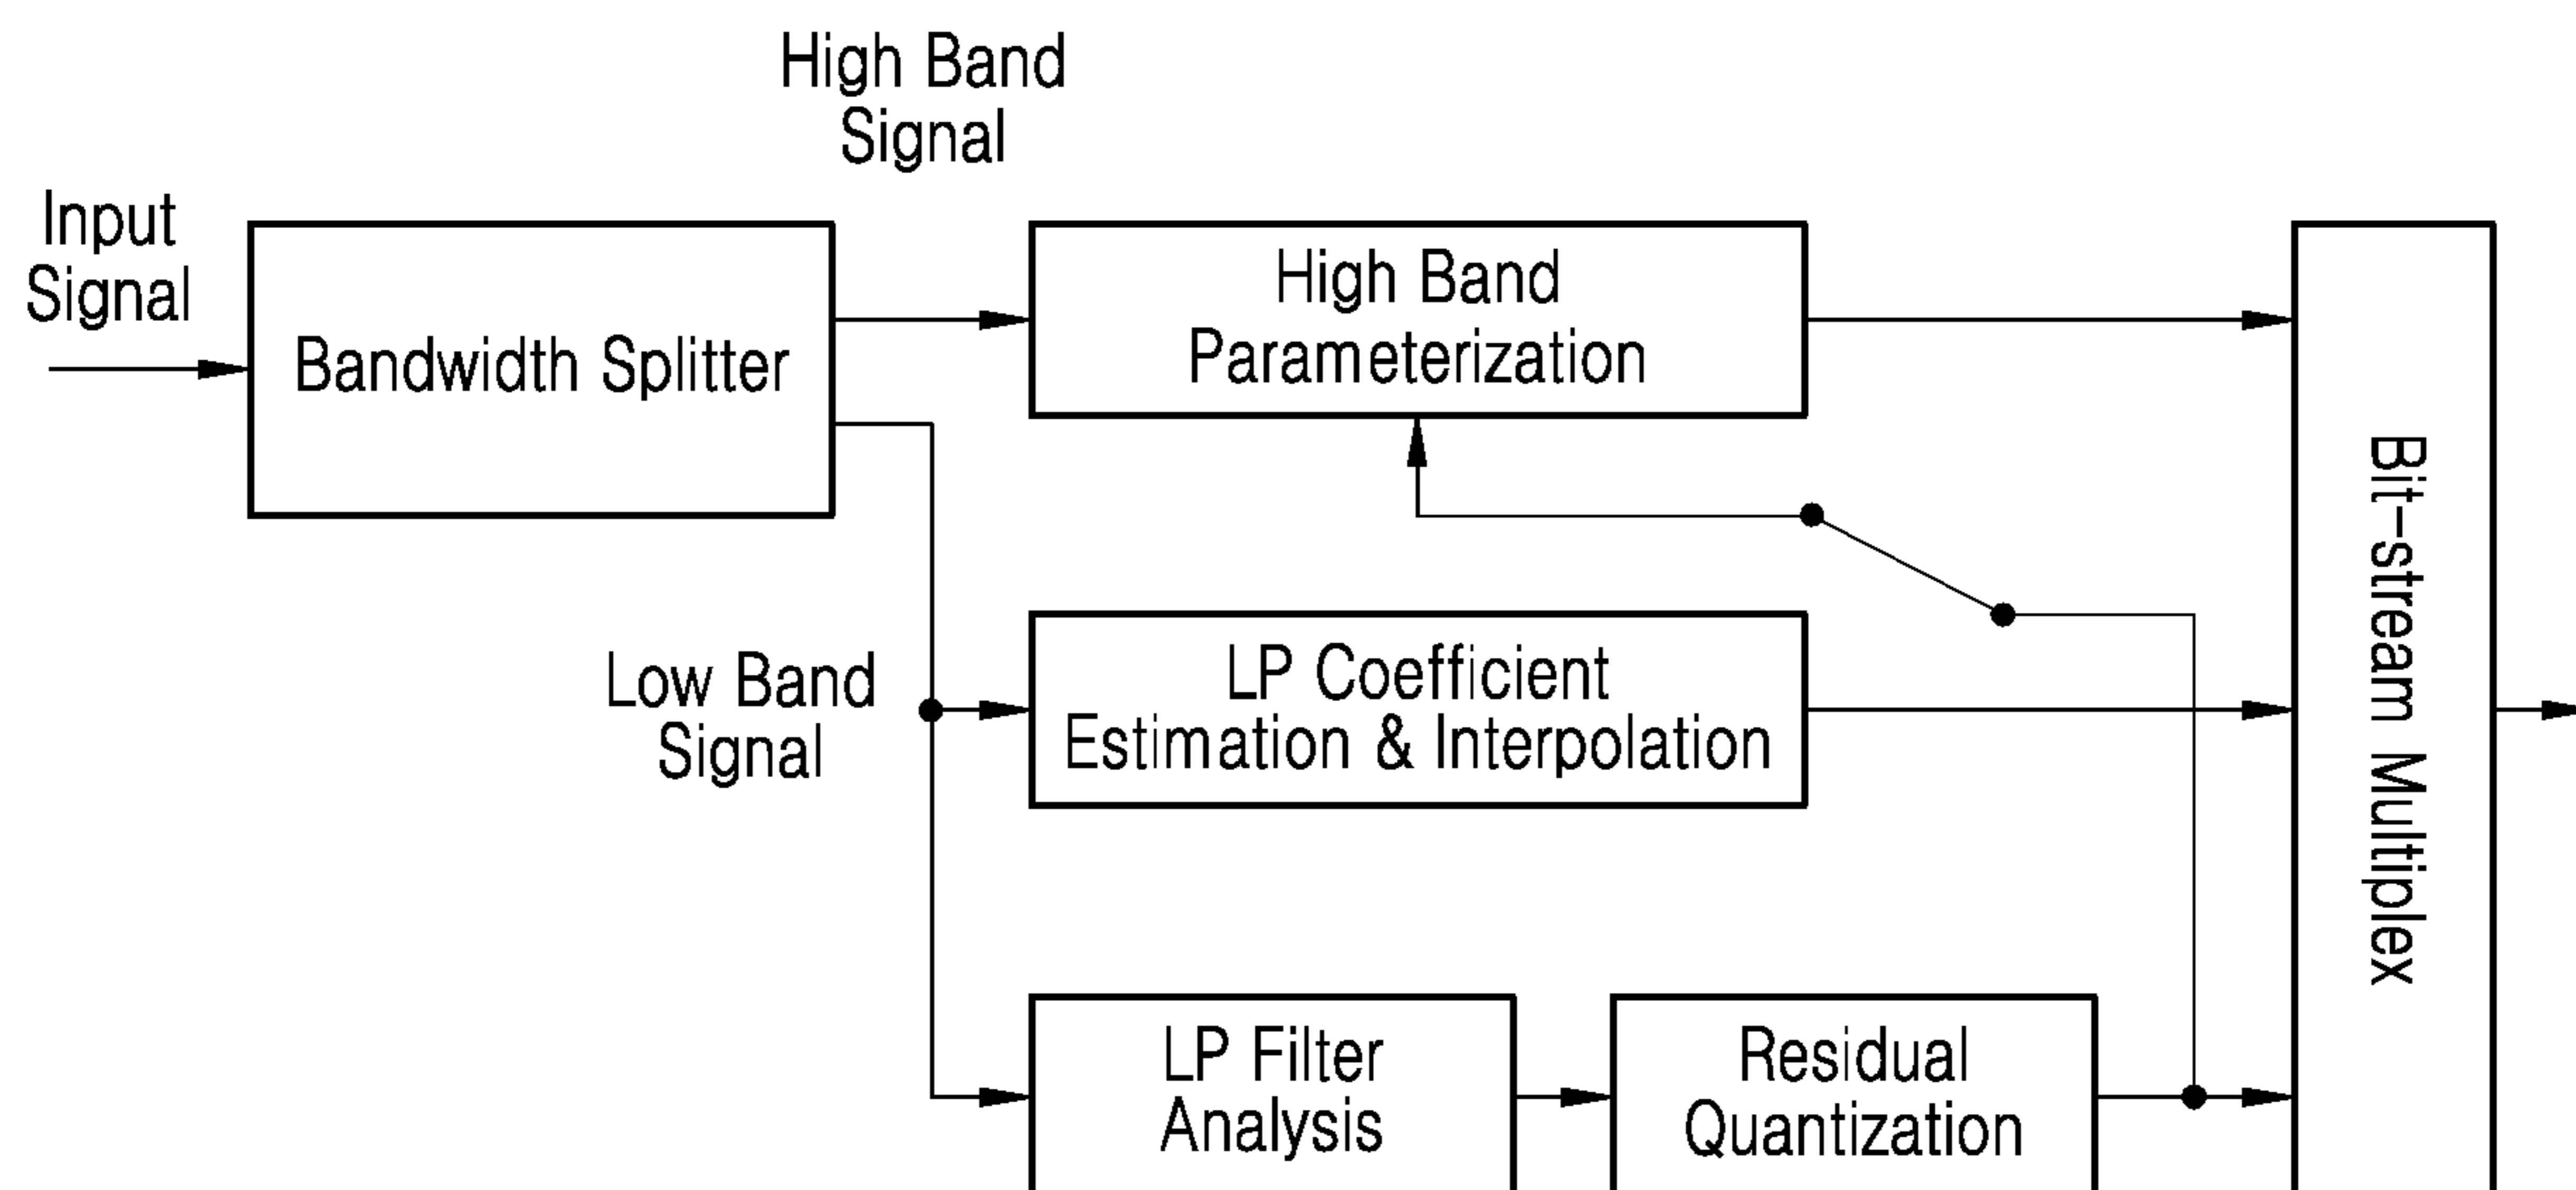 High Band
Signal
Input
Signal
Bandwidth Splitter
High Band
Parameterization
Low Band
Signal
LP Coefficient
Estimation & Interpolation
LP Filter
Analysis
Residual
Quantization
Bit-stream Multiplex